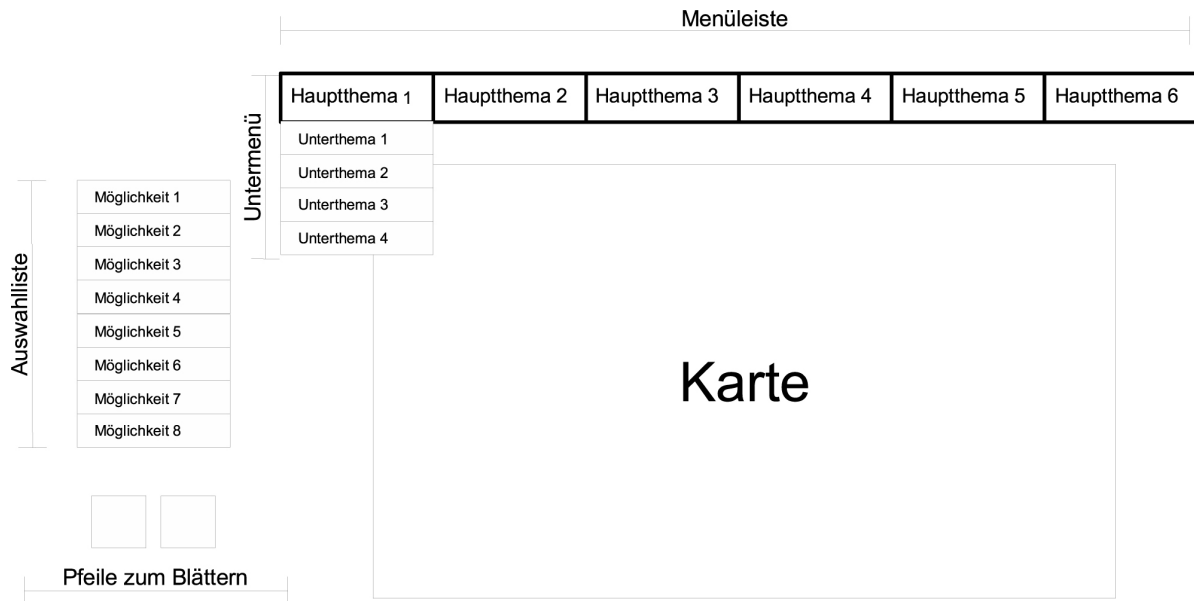 Menüleiste
Hauptthema 1
Hauptthema 2
Hauptthema 3
Hauptthema 4
Hauptthema 5
Hauptthema 6
Untermenü
Unterthema 1
Unterthema 2
Unterthema 3
Unterthema 4
Auswahlliste
Möglichkeit 1
Möglichkeit 2
Möglichkeit 3
Möglichkeit 4
Möglichkeit 5
Möglichkeit 6
Möglichkeit 7
Möglichkeit 8
Karte
Pfeile zum Blättern